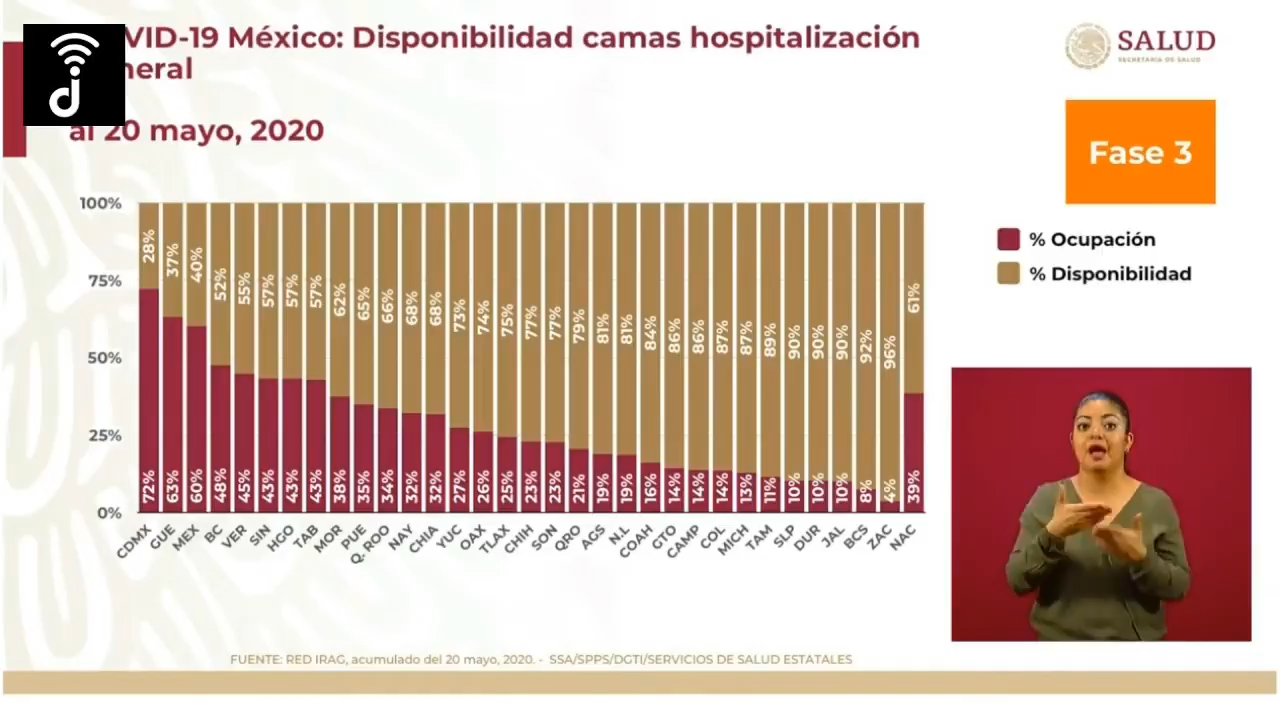 VID-19 México: Disponibilidad camas hospitalización
neral
al 20 mayo, 2020
SALUD
SECRETARÍA DE SALUD
Fase 3
% Ocupación
% Disponibilidad
100%
75%
50%
25%
0%
28% 37% 40% 52% 55% 57% 57% 57% 62% 65% 66% 68% 68% 73% 74% 75% 77% 77% 79% 81% 81% 84% 86% 86% 87% 87% 89% 90% 90% 90% 92% 96% 61%
72% 63% 60% 48% 45% 43% 43% 43% 38% 35% 34% 32% 32% 27% 26% 25% 23% 23% 21% 19% 19% 16% 14% 14% 14% 13% 11% 10% 10% 10% 8% 4% 39%
CDMX GUE MEX BC VER SIN HGO TAB MOR PUE Q. ROO NAY CHIA YUC OAX TLAX CHIH SON QRO AGS N.L COAH GTO CAMP COL MICH TAM SLP DUR JAL BCS ZAC NAC
FUENTE: RED IRAG, acumulado del 20 mayo, 2020. - SSA/SPPS/DGTI/SERVICIOS DE SALUD ESTATALES